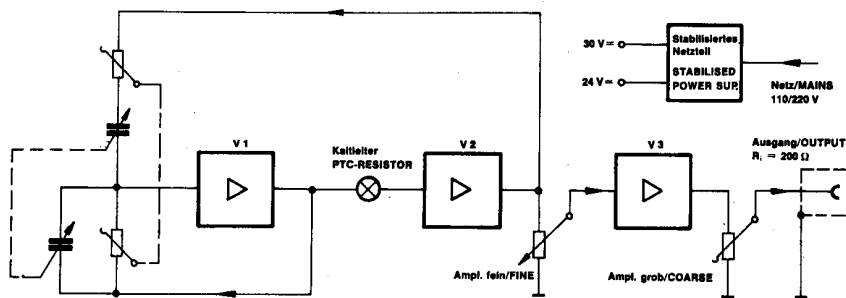 30 V=
24 V=
Stabilisiertes
Netzteil
STABILISED
POWER SUP.
Netz/MAINS
110/220 V
V 1
Kaltleiter
PTC-RESISTOR
V 2
V 3
Ausgang/OUTPUT
Ri = 200 Ω
Ampl. fein/FINE
Ampl. grob/COARSE